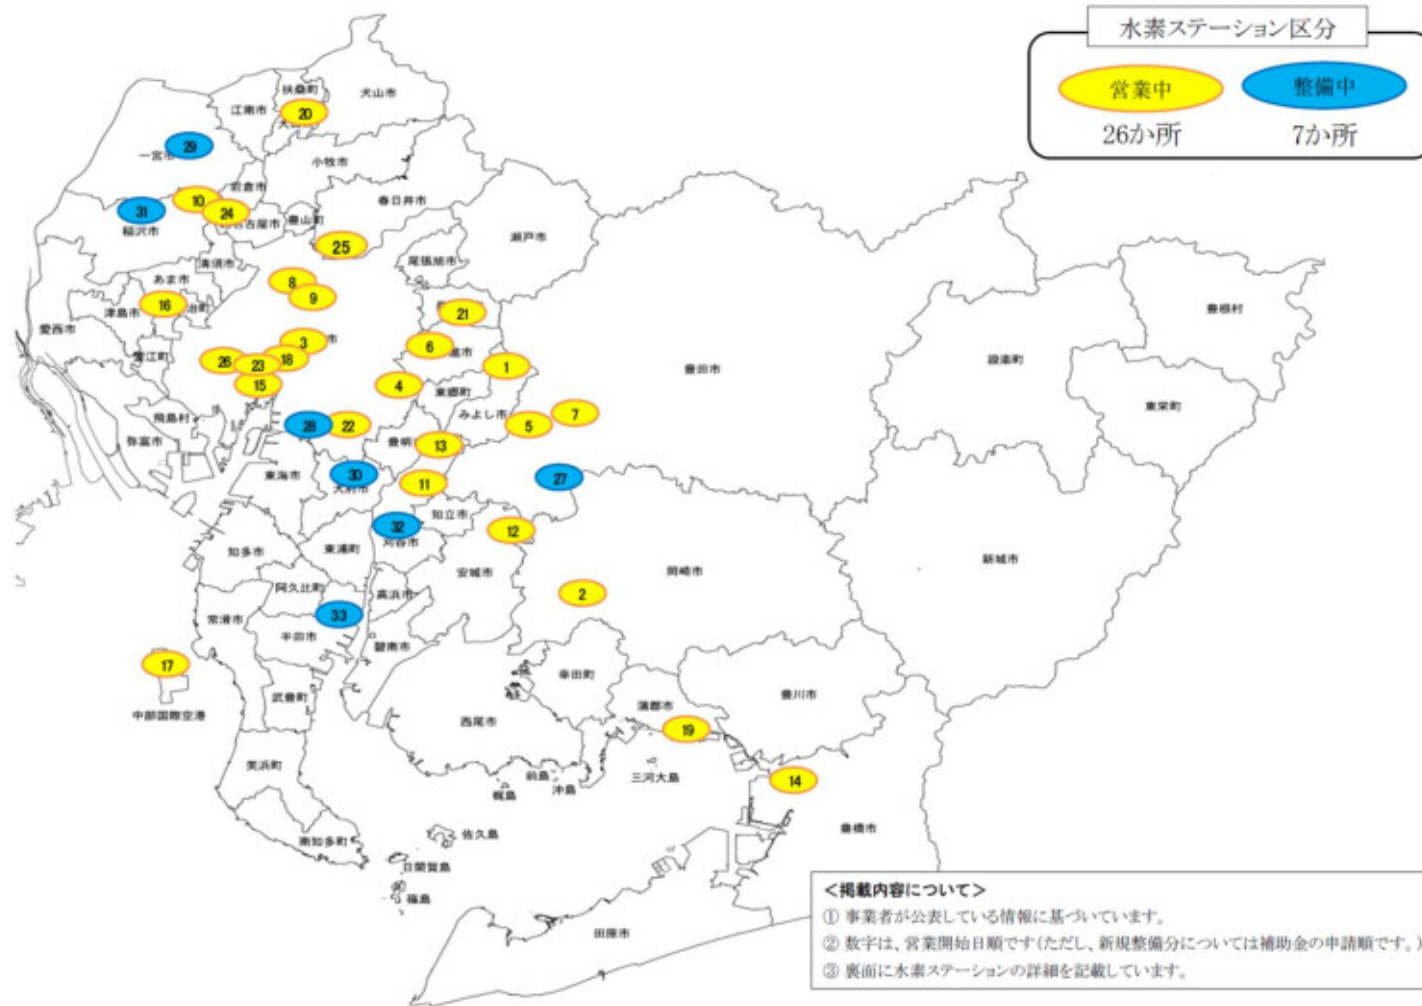 水素ステーション区分
営業中
整備中
26か所
7か所
扶桑町
犬山市
江南市
20
29
一宮市
小牧市
岩倉市
春日井市
10
24
31
稲沢市
豊山町
瀬戸市
25
清須市
尾張旭市
あま市
8
9
16
津島市
21
豊根村
愛西市
3
6
設楽町
26
23
18
1
豊田市
15
4
東郷町
東栄町
飛島村
みよし市
7
弥富市
28
22
5
豊明
13
東海市
30
11
27
知立市
32
12
刈谷市
知多市
東浦町
安城市
岡崎市
新城市
阿久比町
高浜市
2
常滑市
33
半田市
碧南市
17
幸田町
武豊町
豊川市
中部国際空港
西尾市
蒲郡市
19
美浜町
前島
三河大島
梶島
沖島
14
佐久島
豊橋市
南知多町
日間賀島
篠島
田原市
<掲載内容について>
① 事業者が公表している情報に基づいています。
② 数字は、営業開始日順です(ただし、新規整備分については補助金の申請順です。)
③ 裏面に水素ステーションの詳細を記載しています。